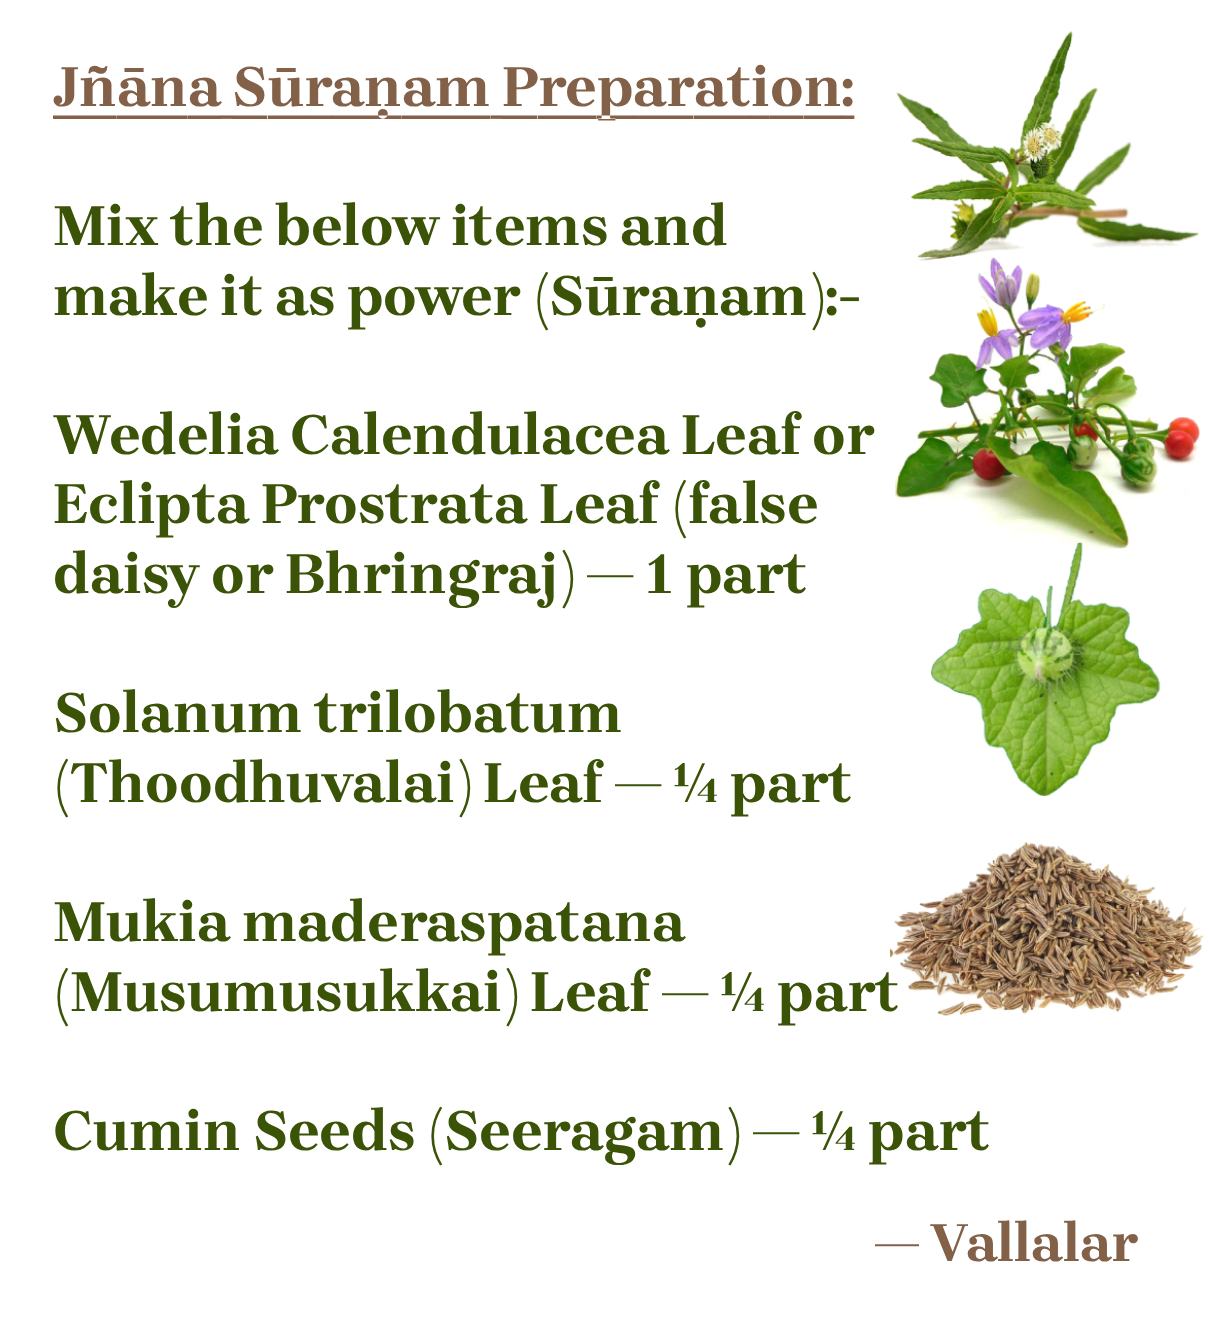 Jñāna Sūraṇam Preparation:
Mix the below items and
make it as power (Sūraṇam):-
Wedelia Calendulacea Leaf or
Eclipta Prostrata Leaf (false
daisy or Bhringraj) — 1 part
Solanum trilobatum
(Thoodhuvalai) Leaf — ¼ part
Mukia maderaspatana
(Musumusukkai) Leaf — ¼ part
Cumin Seeds (Seeragam) — ¼ part
— Vallalar